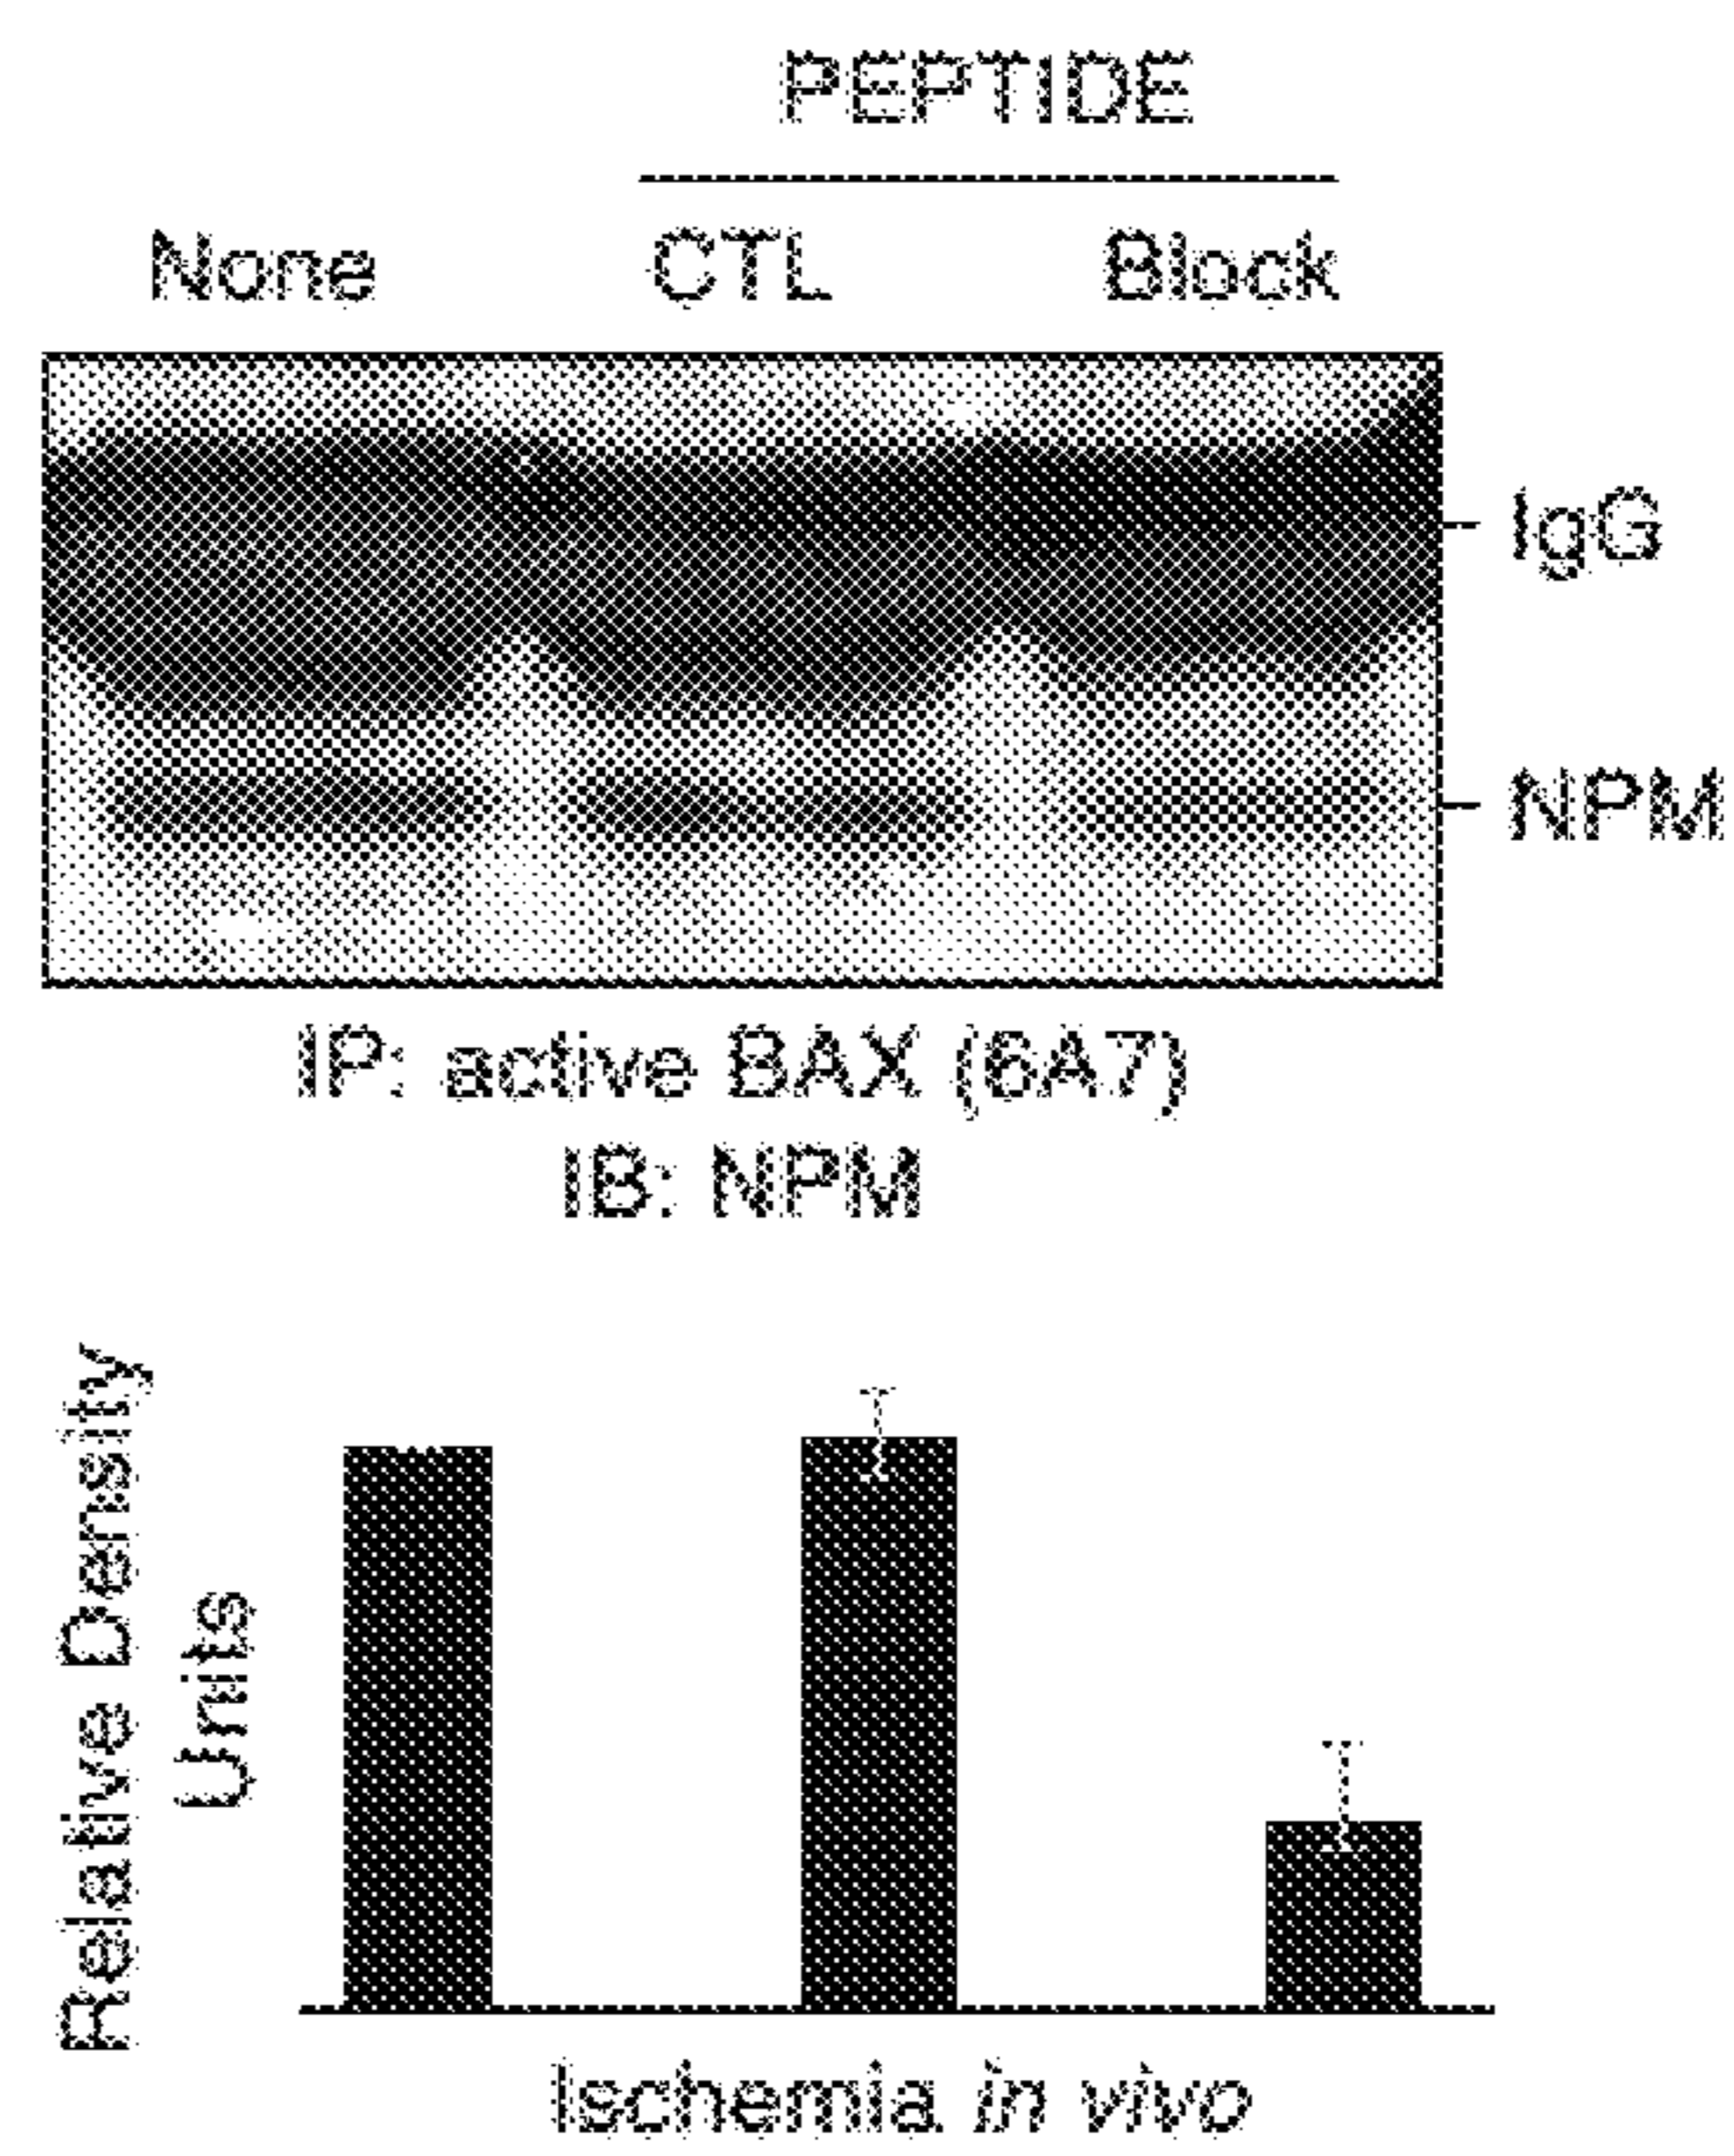 PEPTIDE
None CTL Block
IgG
NPM
IP: active BAX (6A7)
IB: NPM
Relative Density
Units
Ischemia in vivo